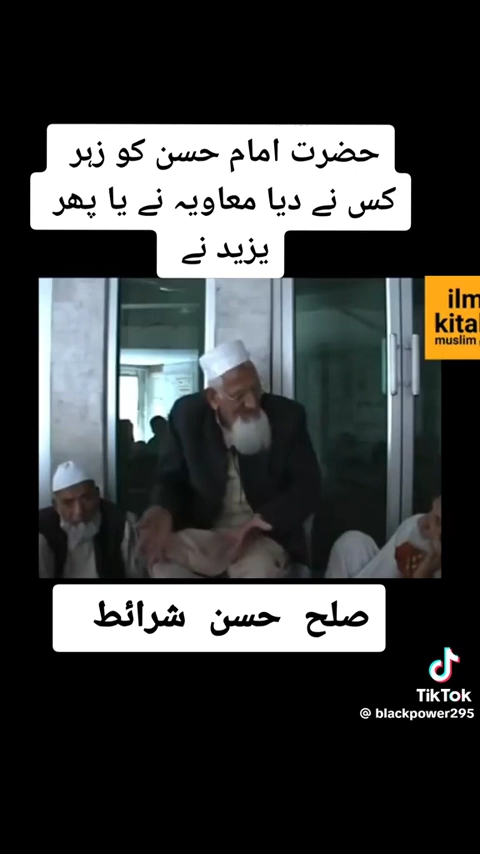 حضرت امام حسن کو زہر
کس نے دیا معاویہ نے یا پھر
یزید نے
ilm
kita
muslim
صلح حسن شرائط
TikTok
@ blackpower295